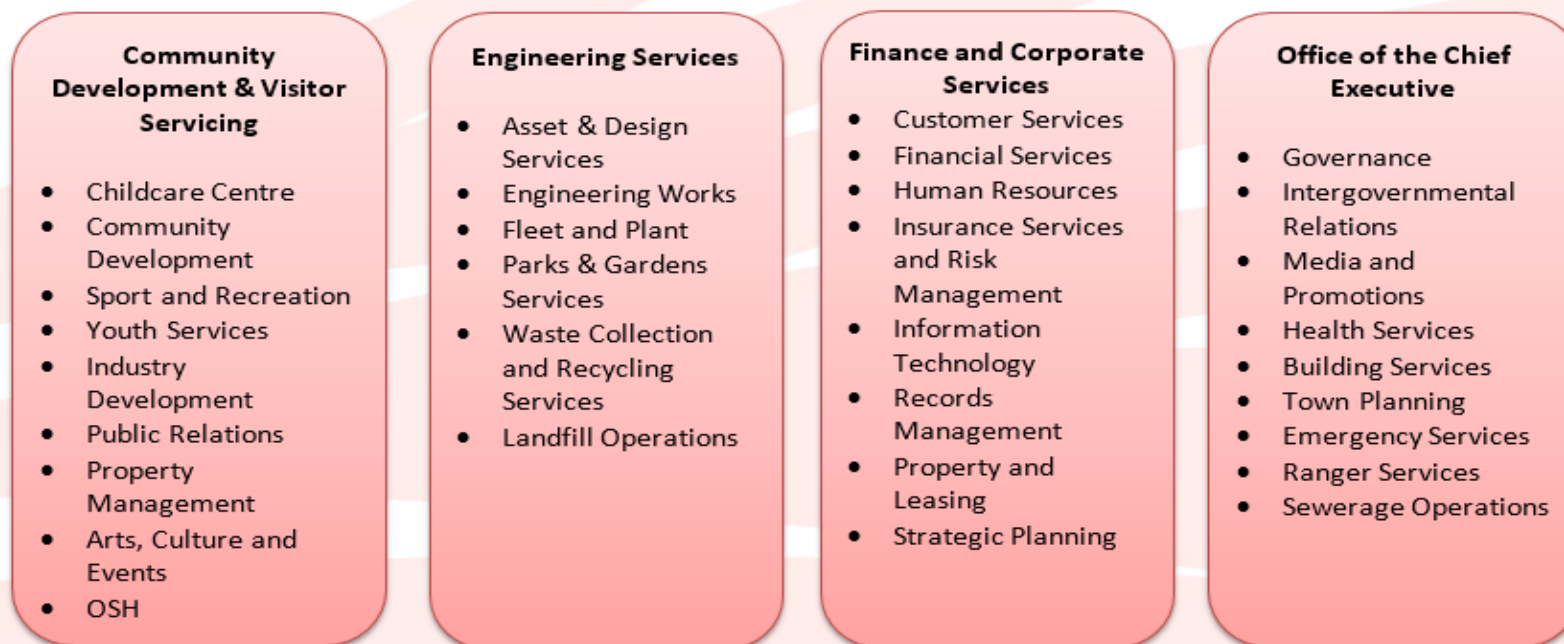 Community
Development & Visitor
Servicing
• Childcare Centre
• Community
Development
• Sport and Recreation
• Youth Services
• Industry
Development
• Public Relations
• Property
Management
• Arts, Culture and
Events
• OSH
Engineering Services
• Asset & Design
Services
• Engineering Works
• Fleet and Plant
• Parks & Gardens
Services
• Waste Collection
and Recycling
Services
• Landfill Operations
Finance and Corporate
Services
• Customer Services
• Financial Services
• Human Resources
• Insurance Services
and Risk
Management
• Information
Technology
• Records
Management
• Property and
Leasing
• Strategic Planning
Office of the Chief
Executive
• Governance
• Intergovernmental
Relations
• Media and
Promotions
• Health Services
• Building Services
• Town Planning
• Emergency Services
• Ranger Services
• Sewerage Operations